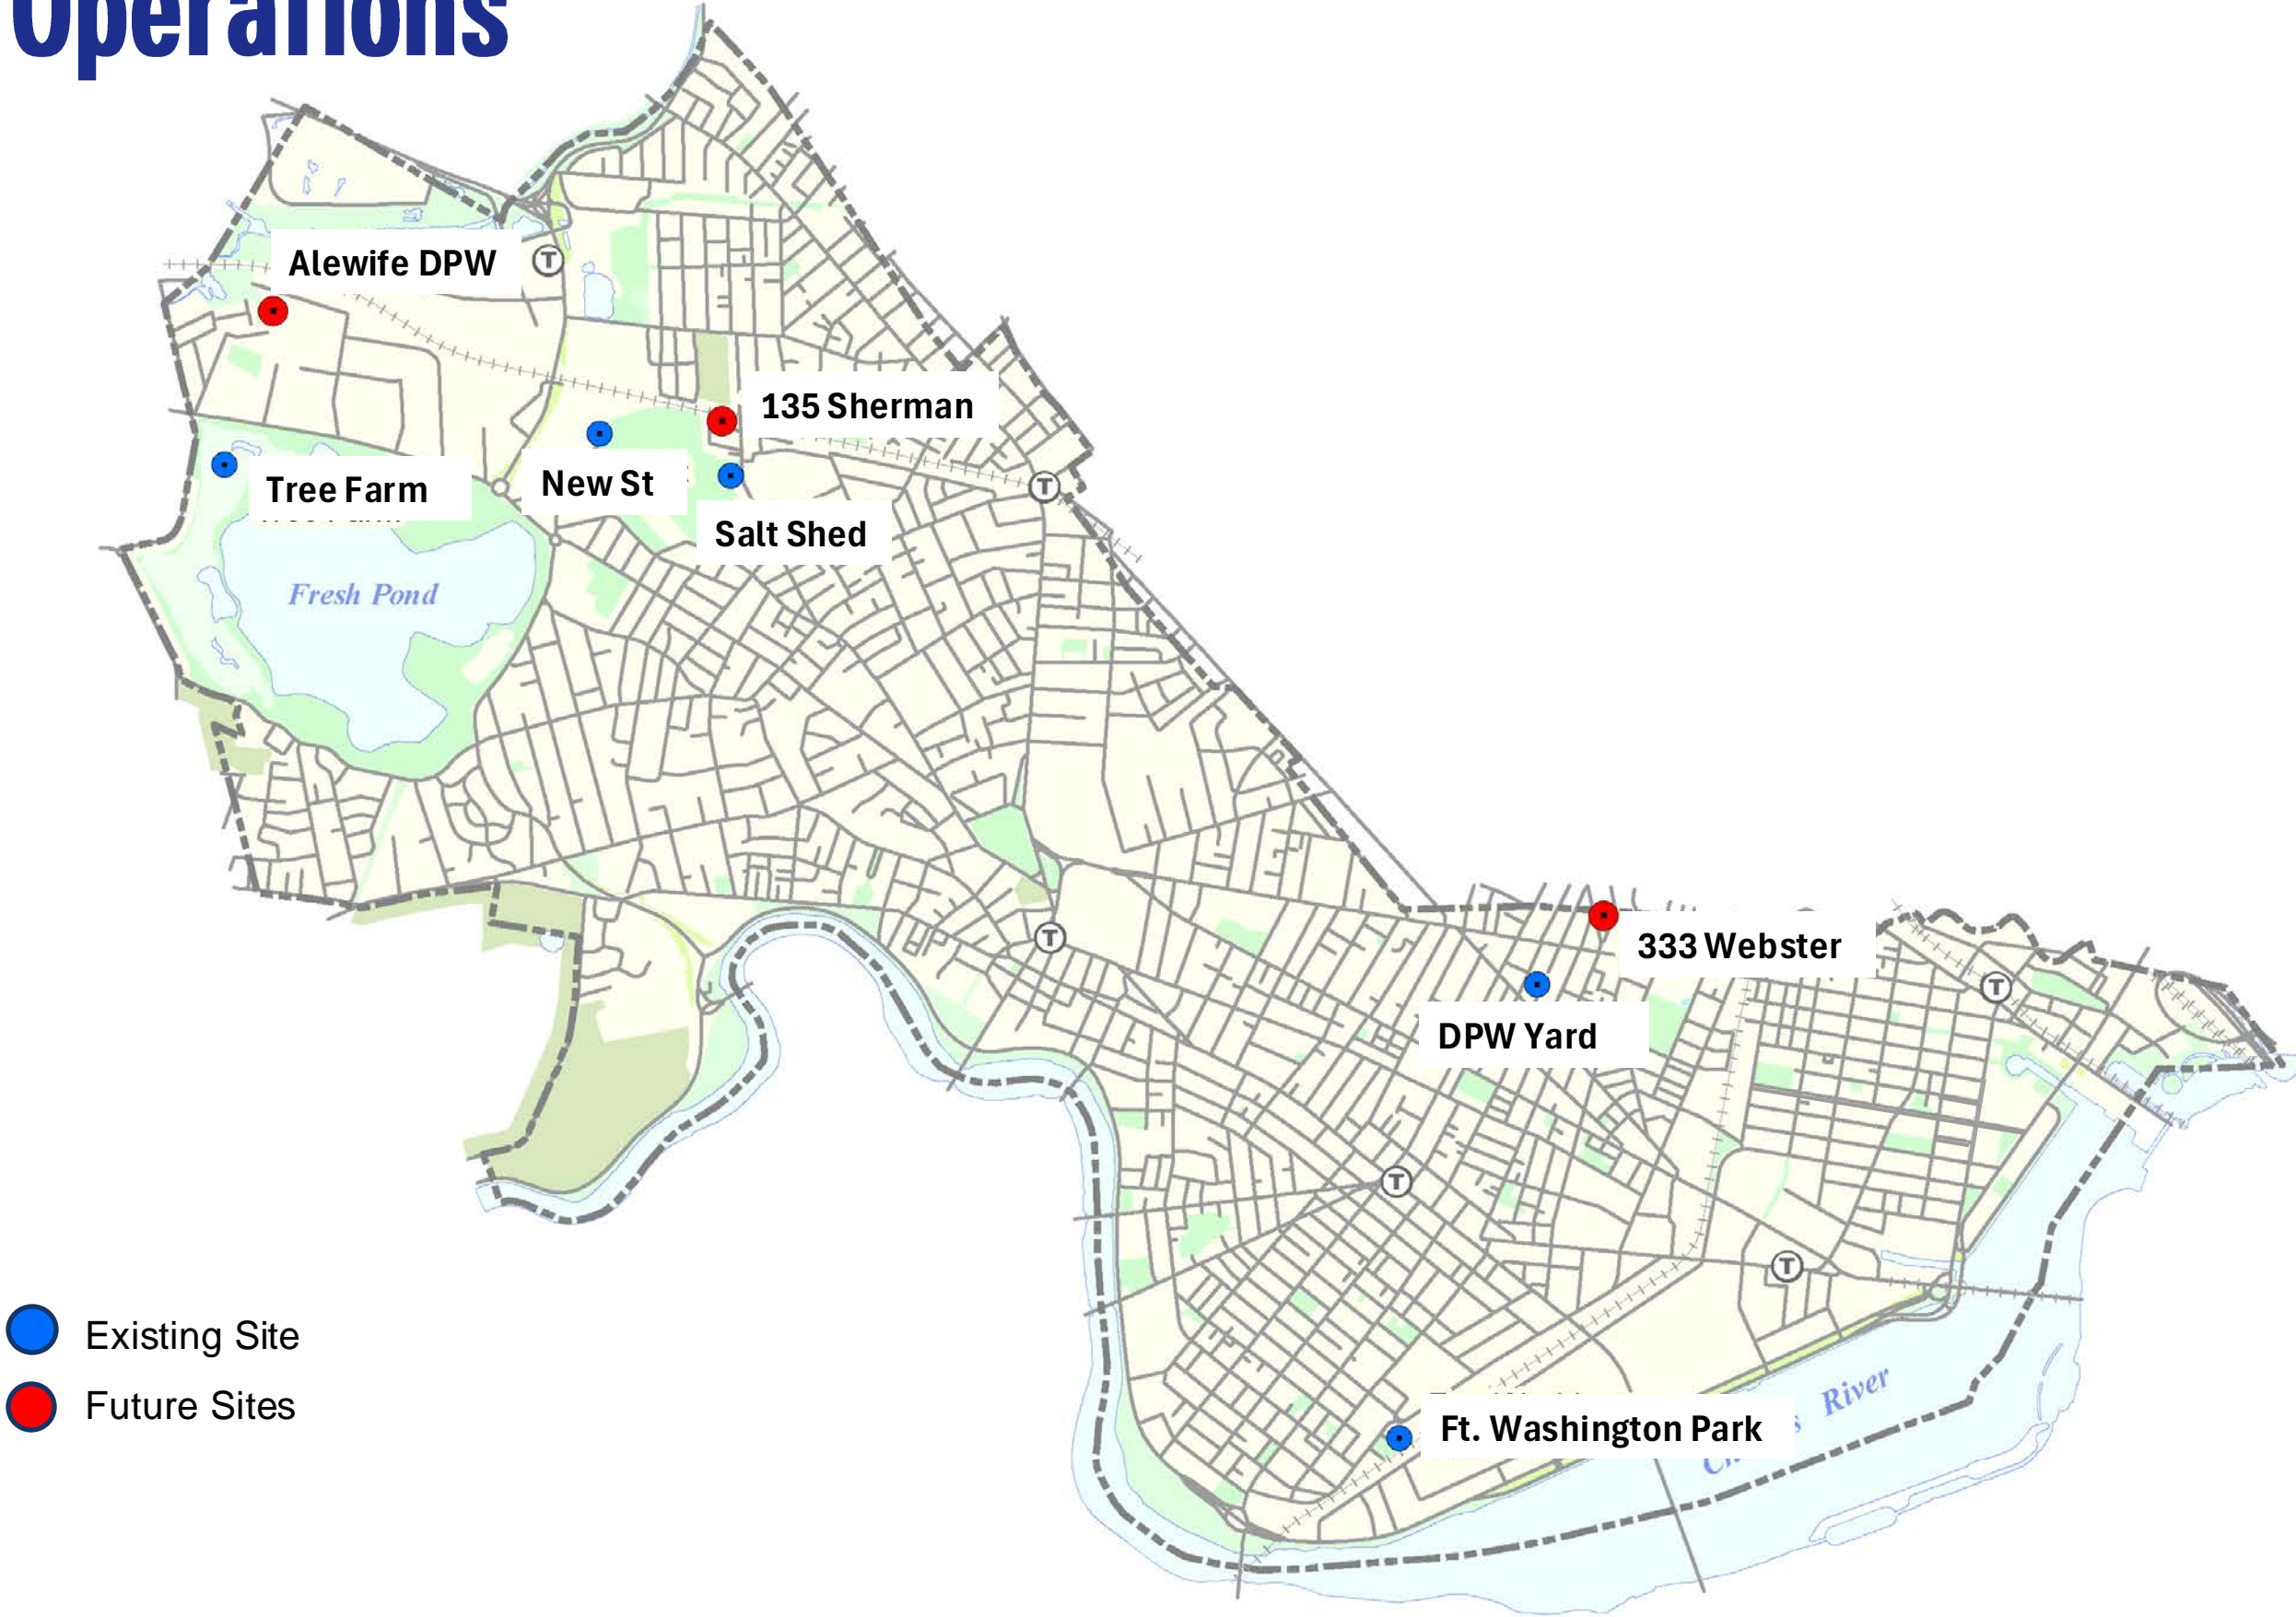 Operations
Alewife DPW
T
135 Sherman
Tree Farm
New St
T
Salt Shed
Fresh Pond
T
333 Webster
T
DPW Yard
T
T
Existing Site
River
Future Sites
Ft. Washington Park